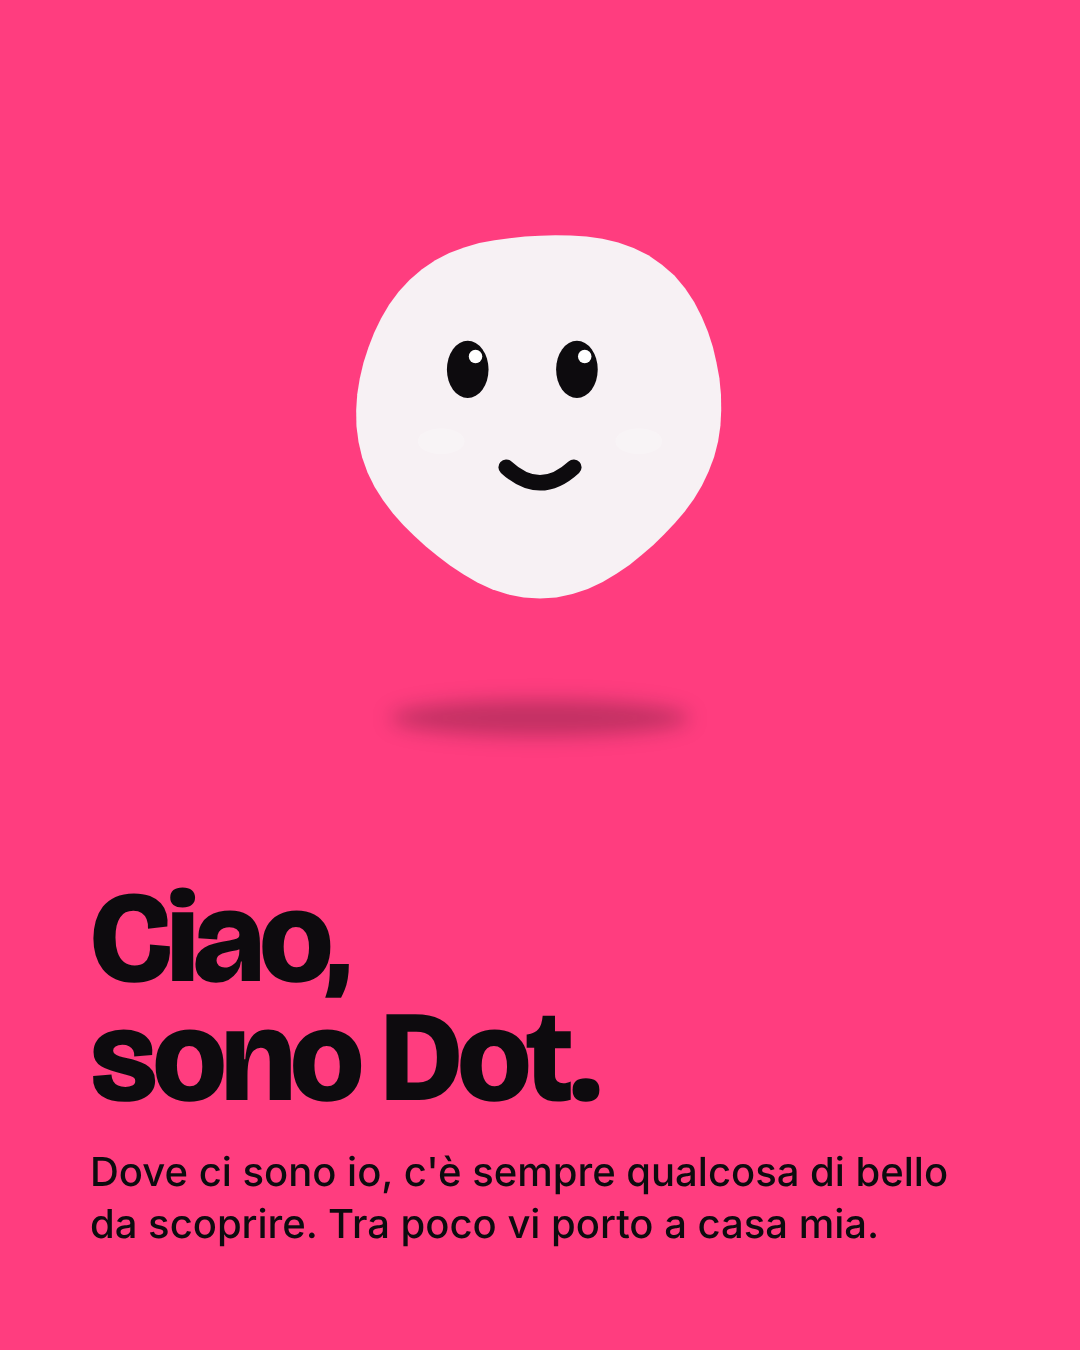 Ciao,
sono Dot.
Dove ci sono io, c'è sempre qualcosa di bello
da scoprire. Tra poco vi porto a casa mia.